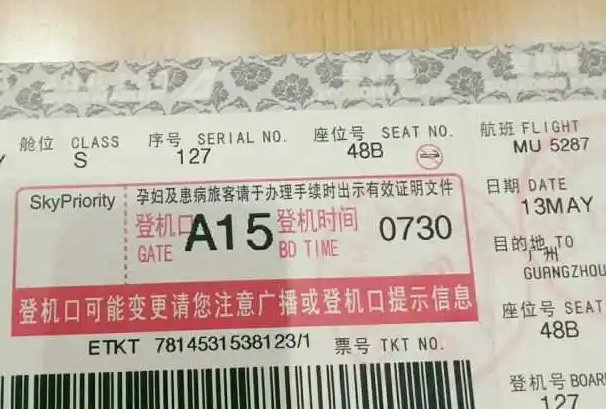 舱位 CLASS 序号 SERIAL NO. 座位号 SEAT NO. 航班 FLIGHT
S 127 48B MU 5287
SkyPriority 孕妇及患病旅客请于办理手续时出示有效证明文件 日期 DATE
登机口 A15 登机时间 0730 13MAY
GATE BD TIME 目的地 TO
广州
GUANGZHOU
登机口可能变更请您注意广播或登机口提示信息 座位号 SEAT
48B
ETKT 7814531538123/1 票号 TKT NO.
登机号 BOAR
127